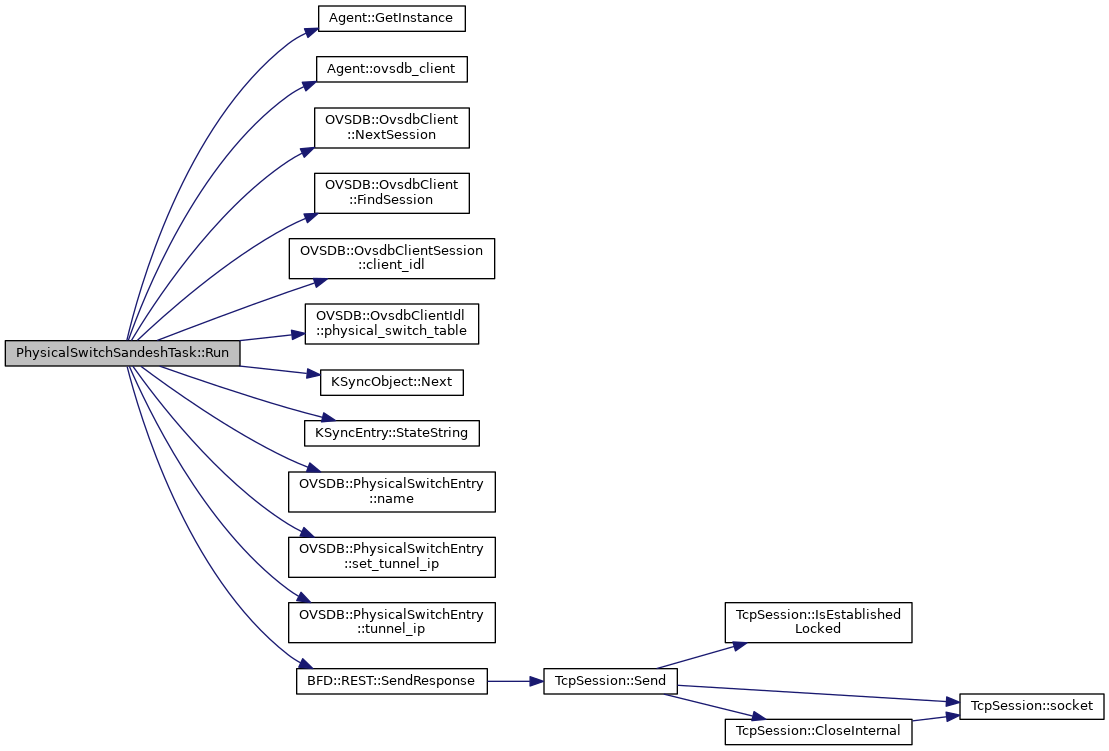 Agent::GetInstance
Agent::ovsdb_client
OVSDB::OvsdbClient
::NextSession
OVSDB::OvsdbClient
::FindSession
OVSDB::OvsdbClientSession
::client_idl
OVSDB::OvsdbClientIdl
::physical_switch_table
PhysicalSwitchSandeshTask::Run
KSyncObject::Next
KSyncEntry::StateString
OVSDB::PhysicalSwitchEntry
::name
OVSDB::PhysicalSwitchEntry
::set_tunnel_ip
OVSDB::PhysicalSwitchEntry
::tunnel_ip
BFD::REST::SendResponse
TcpSession::Send
TcpSession::IsEstablished
Locked
TcpSession::CloseInternal
TcpSession::socket